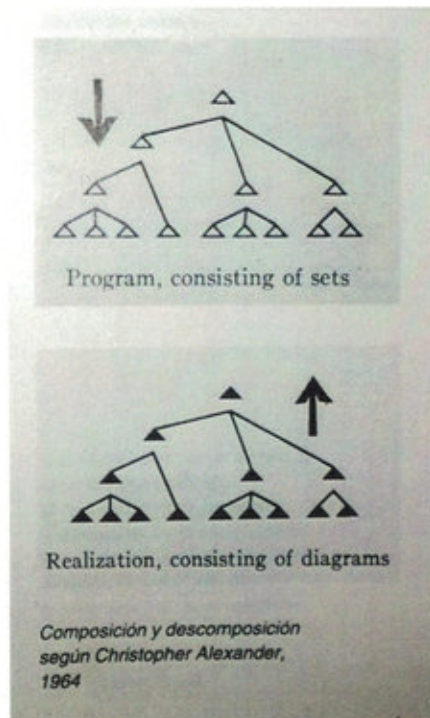 Program, consisting of sets
Realization, consisting of diagrams
Composición y descomposición
según Christopher Alexander,
1964